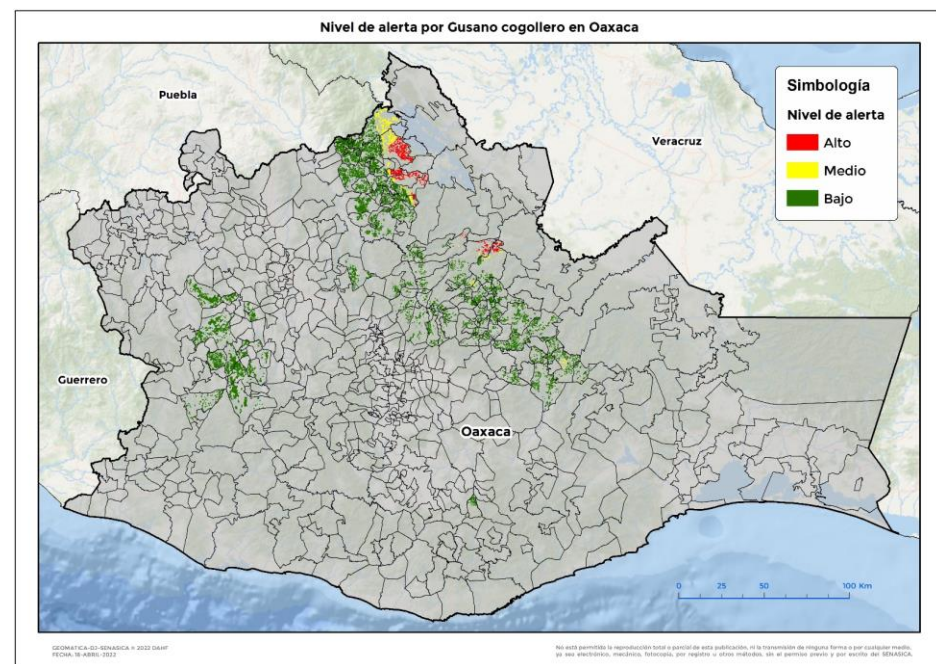 Nivel de alerta por Gusano cogollero en Oaxaca
Puebla
Veracruz
Guerrero
Oaxaca
Simbología
Nivel de alerta
Alto
Medio
Bajo
0 25 50 100 Km
GEOMATICA-DJ-SENASICA © 2022 OAHF
FECHA: 18-ABRIL-2022
No está permitida la reproducción total o parcial de esta publicación, ni la transmisión de ninguna forma o por cualquier medio,
ya sea electrónico, mecánico, fotocopia, por registro u otros métodos, sin el permiso previo y por escrito del SENASICA.